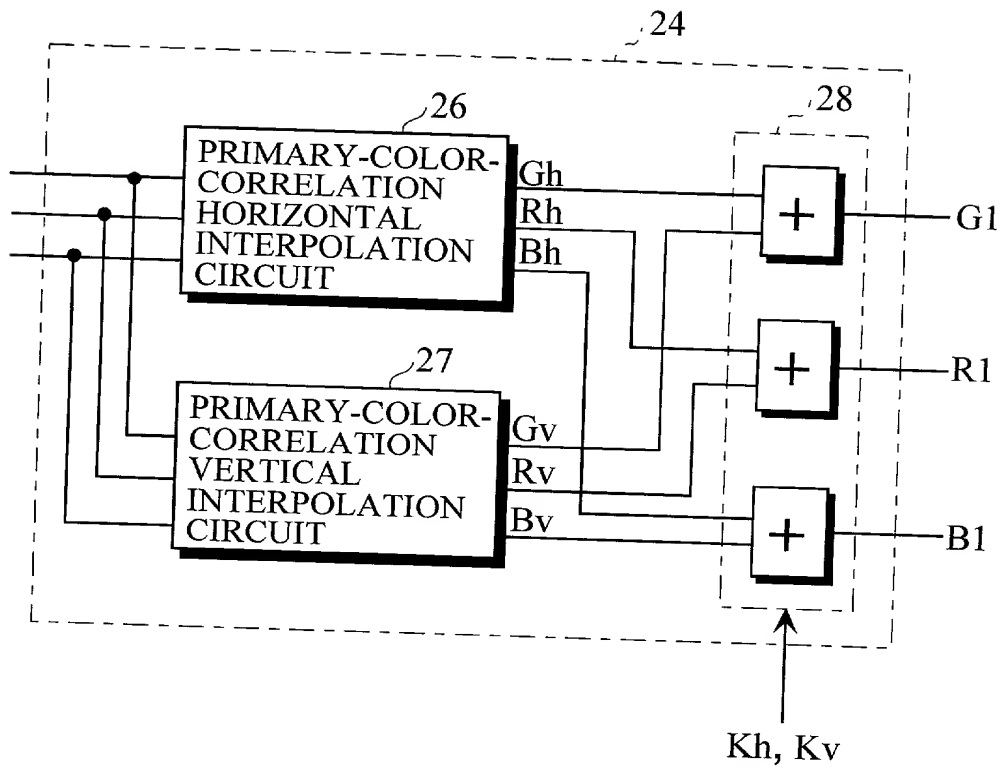 24
26
28
PRIMARY-COLOR-
CORRELATION
HORIZONTAL
INTERPOLATION
CIRCUIT
Gh
Rh
Bh
+
G1
27
PRIMARY-COLOR-
CORRELATION
VERTICAL
INTERPOLATION
CIRCUIT
Gv
Rv
Bv
+
R1
+
B1
Kh, Kv